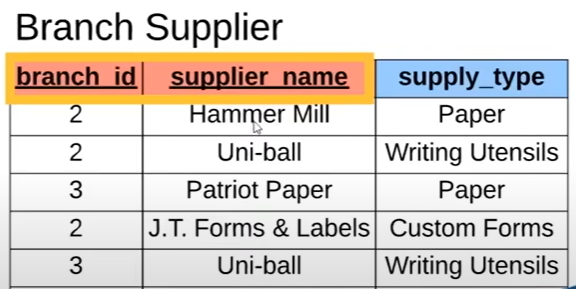 Branch Supplier
branch_id supplier_name supply_type
2 Hammer Mill Paper
2 Uni-ball Writing Utensils
3 Patriot Paper Paper
2 J.T. Forms & Labels Custom Forms
3 Uni-ball Writing Utensils